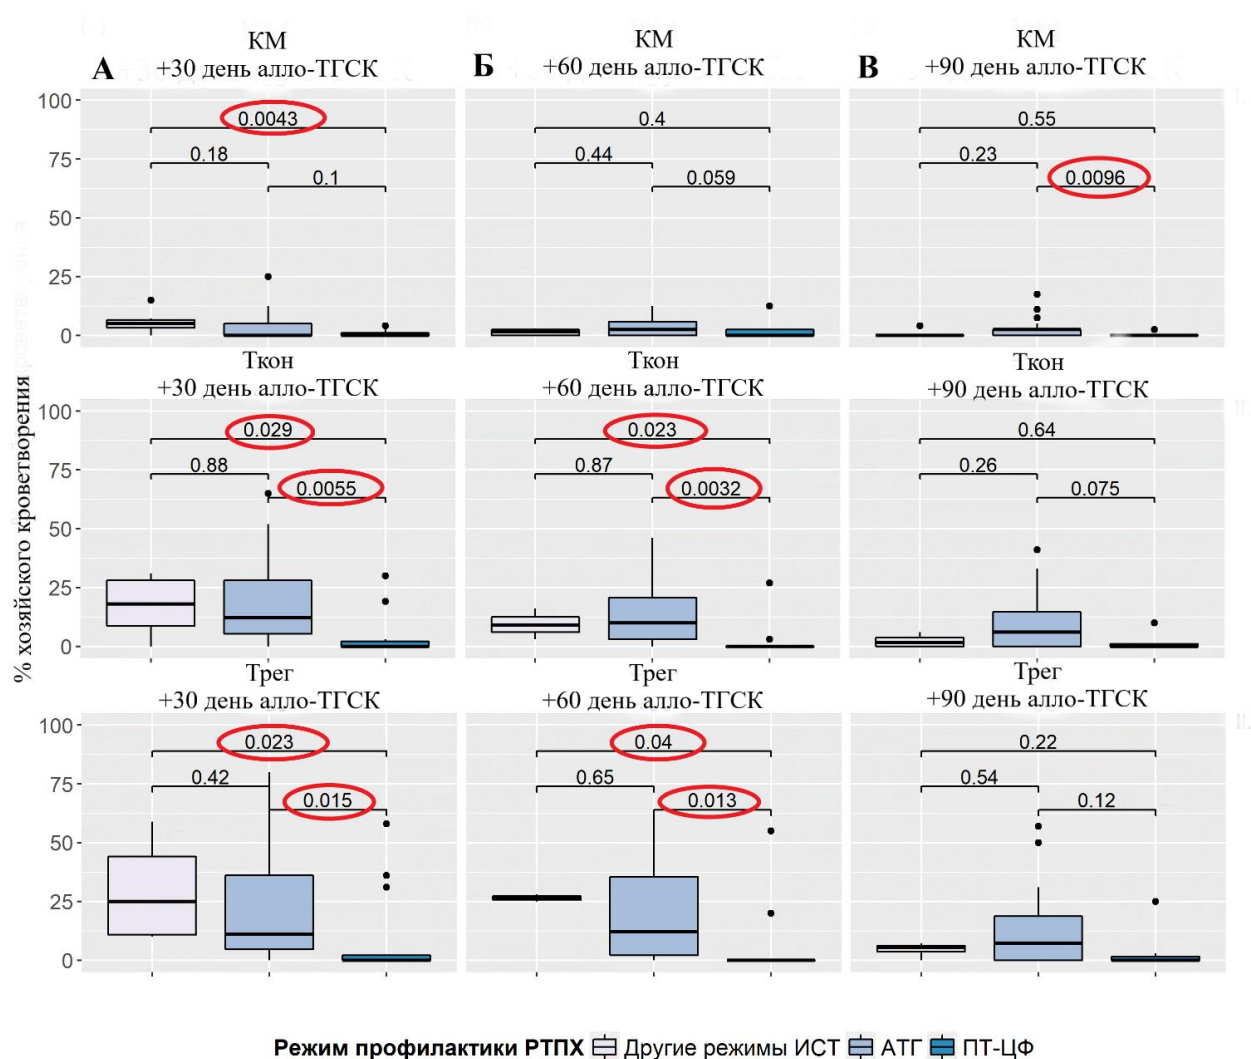 КМ
А +30 день алло-ТГСК
КМ
Б +60 день алло-ТГСК
КМ
В +90 день алло-ТГСК
% хозяйского кроветворения
100
75
50
25
0
0.0043
0.18
0.1
0.4
0.44
0.059
0.55
0.23
0.0096
Ткон
+30 день алло-ТГСК
Ткон
+60 день алло-ТГСК
Ткон
+90 день алло-ТГСК
100
75
50
25
0
0.029
0.88
0.0055
0.023
0.87
0.0032
0.64
0.26
0.075
Трег
+30 день алло-ТГСК
Трег
+60 день алло-ТГСК
Трег
+90 день алло-ТГСК
100
75
50
25
0
0.023
0.42
0.015
0.04
0.65
0.013
0.22
0.54
0.12
Режим профилактики РТПХ Другие режимы ИСТ АТГ ПТ-ЦФ